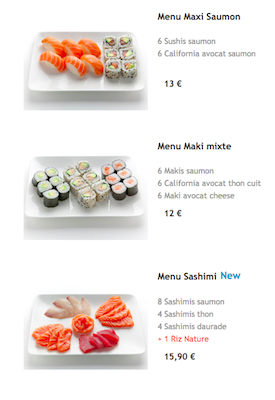 Menu Maxi Saumon
6 Sushis saumon
6 California avocat saumon
13 €
Menu Maki mixte
6 Makis saumon
6 California avocat thon cuit
6 Maki avocat cheese
12 €
Menu Sashimi New
8 Sashimis saumon
4 Sashimis thon
4 Sashimis daurade
+ 1 Riz Nature
15,90 €